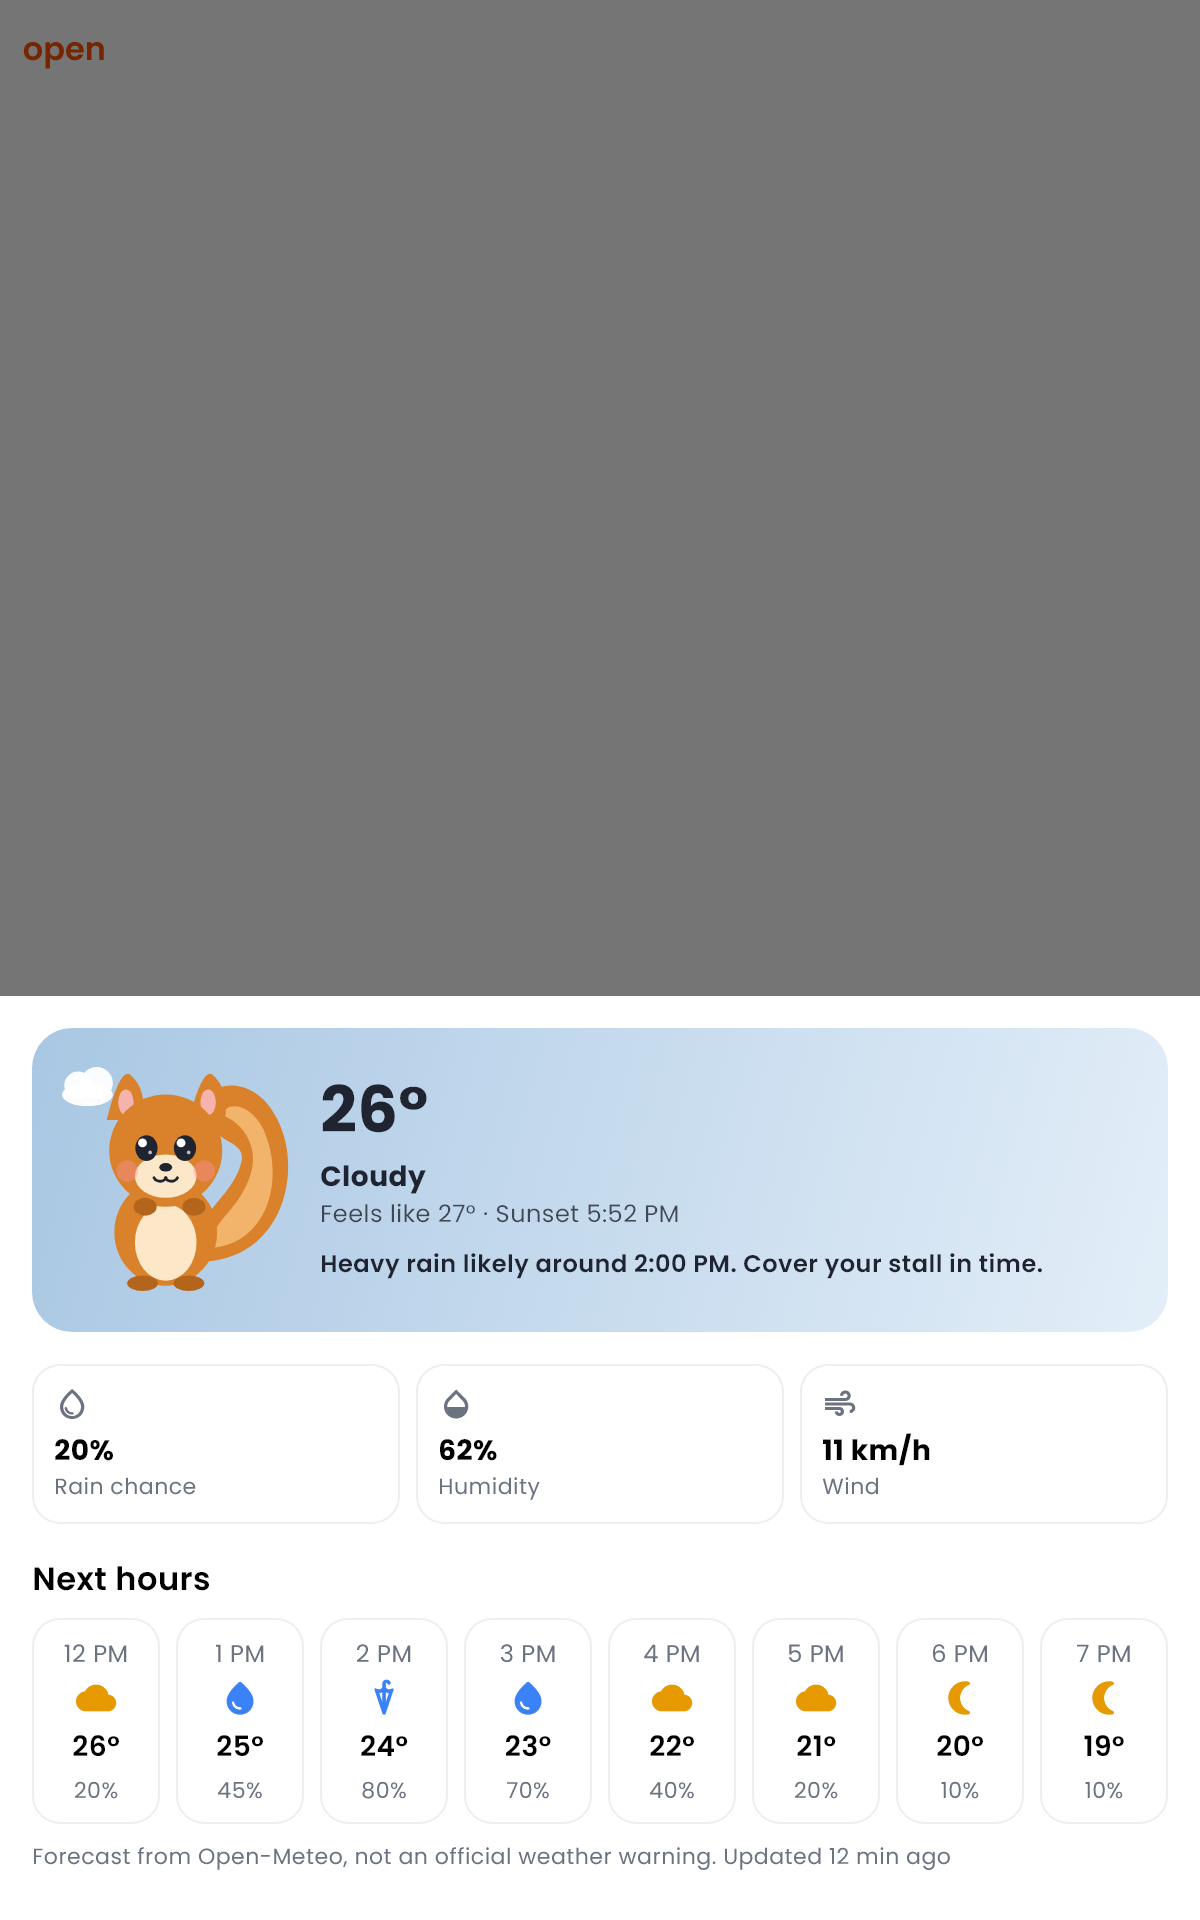 open
26°
Cloudy
Feels like 27° · Sunset 5:52 PM
Heavy rain likely around 2:00 PM. Cover your stall in time.
20%
Rain chance
62%
Humidity
11 km/h
Wind
Next hours
12 PM
26°
20%
1 PM
25°
45%
2 PM
24°
80%
3 PM
23°
70%
4 PM
22°
40%
5 PM
21°
20%
6 PM
20°
10%
7 PM
19°
10%
Forecast from Open-Meteo, not an official weather warning. Updated 12 min ago